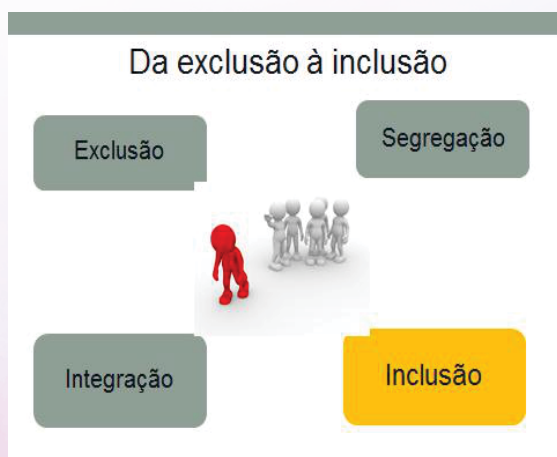 Da exclusão à inclusão
Exclusão
Segregação
Integração
Inclusão